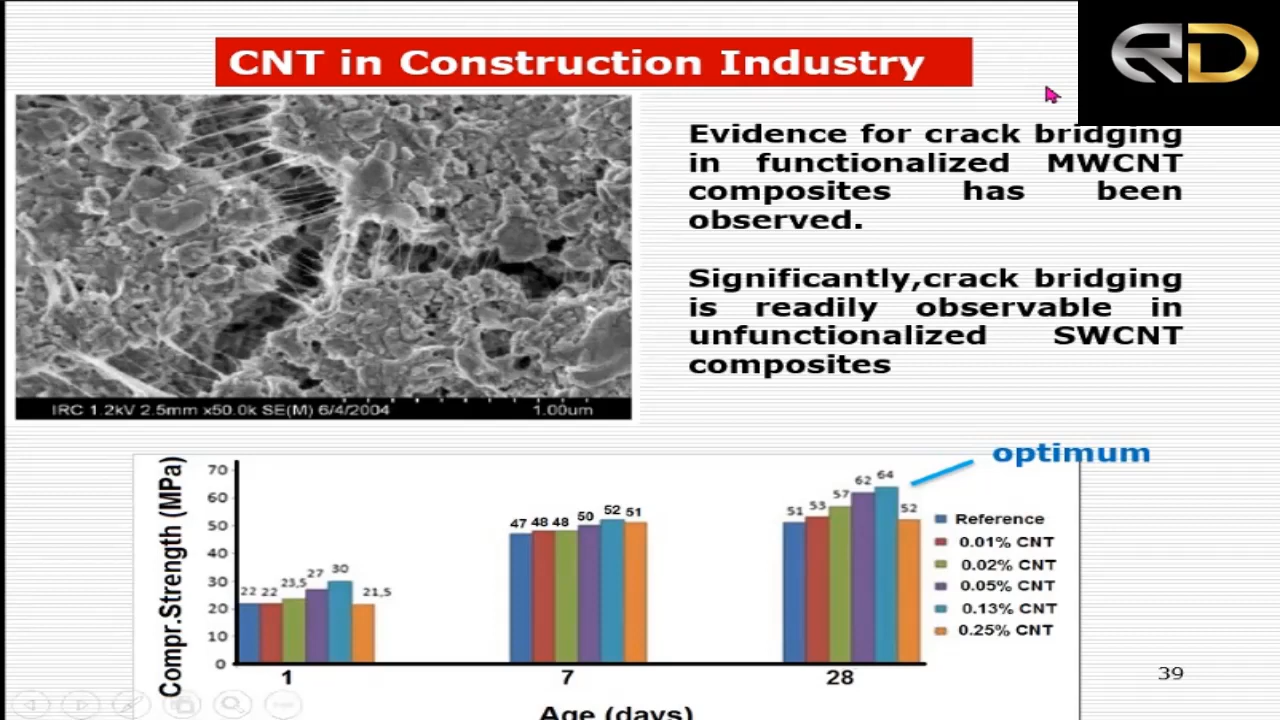 CNT in Construction Industry
RD
Evidence for crack bridging
in functionalized MWCNT
composites has been
observed.
Significantly,crack bridging
is readily observable in
unfunctionalized SWCNT
composites
IRC 1.2kV 2.5mm x50.0k SE(M) 6/4/2004
1.00um
optimum
Compr.Strength (MPa)
70
60
50
40
30
20
10
0
22 22 23,5 27 30 21,5
47 48 48 50 52 51
51 53 57 62 64 52
1 7 28
Age (days)
Reference
0.01% CNT
0.02% CNT
0.05% CNT
0.13% CNT
0.25% CNT
39